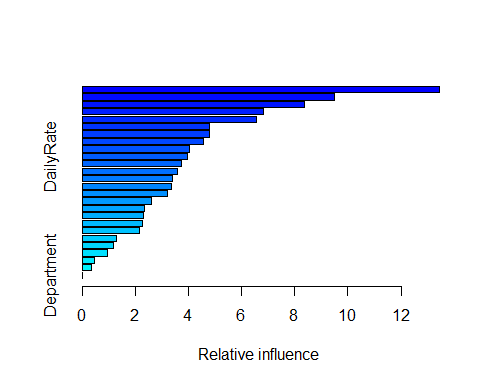 DailyRate
Department
0 2 4 6 8 10 12
Relative influence